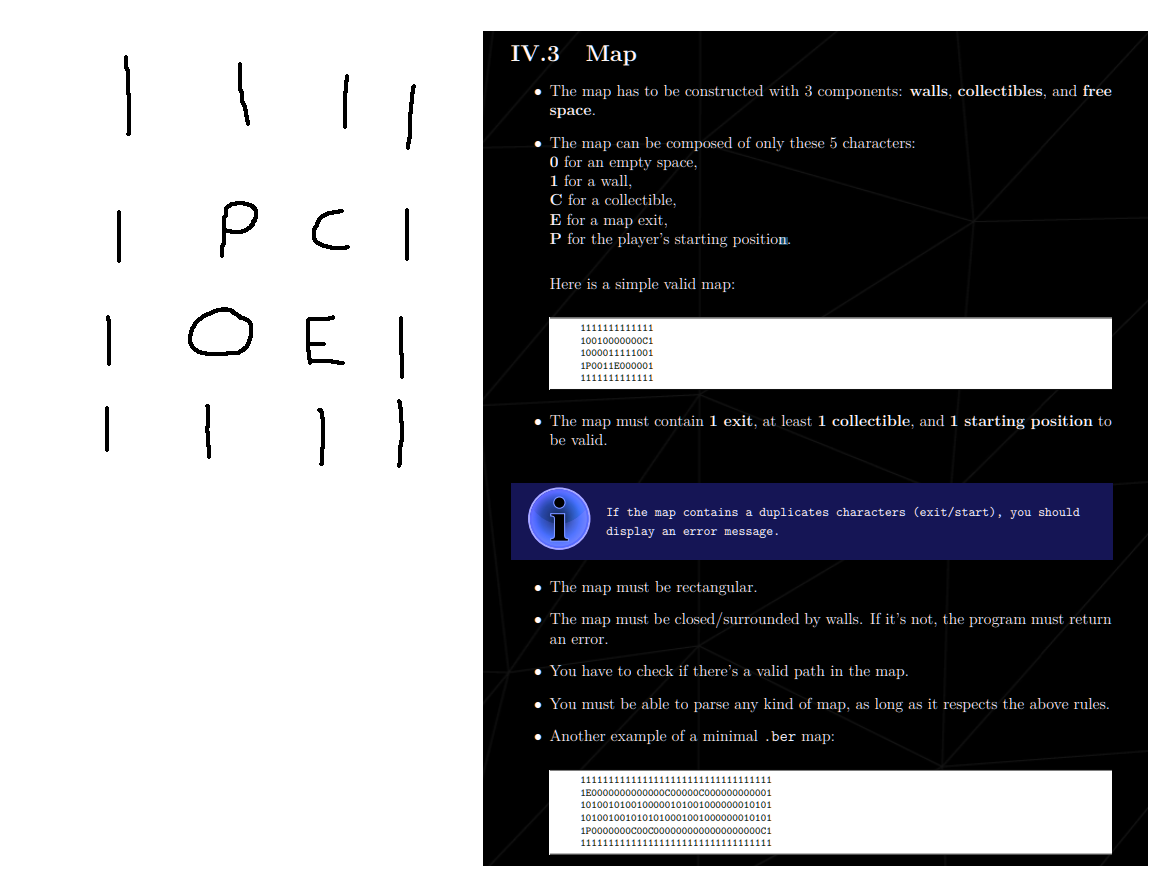 1 1 1 1
1 P C 1
1 0 E 1
1 1 1 1
IV.3 Map
• The map has to be constructed with 3 components: walls, collectibles, and free
space.
• The map can be composed of only these 5 characters:
0 for an empty space,
1 for a wall,
C for a collectible,
E for a map exit,
P for the player's starting position.
Here is a simple valid map:
1111111111111
10010000000C1
1000011111001
1P0011E000001
1111111111111
• The map must contain 1 exit, at least 1 collectible, and 1 starting position to
be valid.
i
If the map contains a duplicates characters (exit/start), you should
display an error message.
• The map must be rectangular.
• The map must be closed/surrounded by walls. If it's not, the program must return
an error.
• You have to check if there's a valid path in the map.
• You must be able to parse any kind of map, as long as it respects the above rules.
• Another example of a minimal .ber map:
1111111111111111111111111111111111
1E0000000000000C00000C000000000001
1010010100100000101001000000010101
1010010010101010001001000000010101
1P0000000C00C0000000000000000000C1
1111111111111111111111111111111111